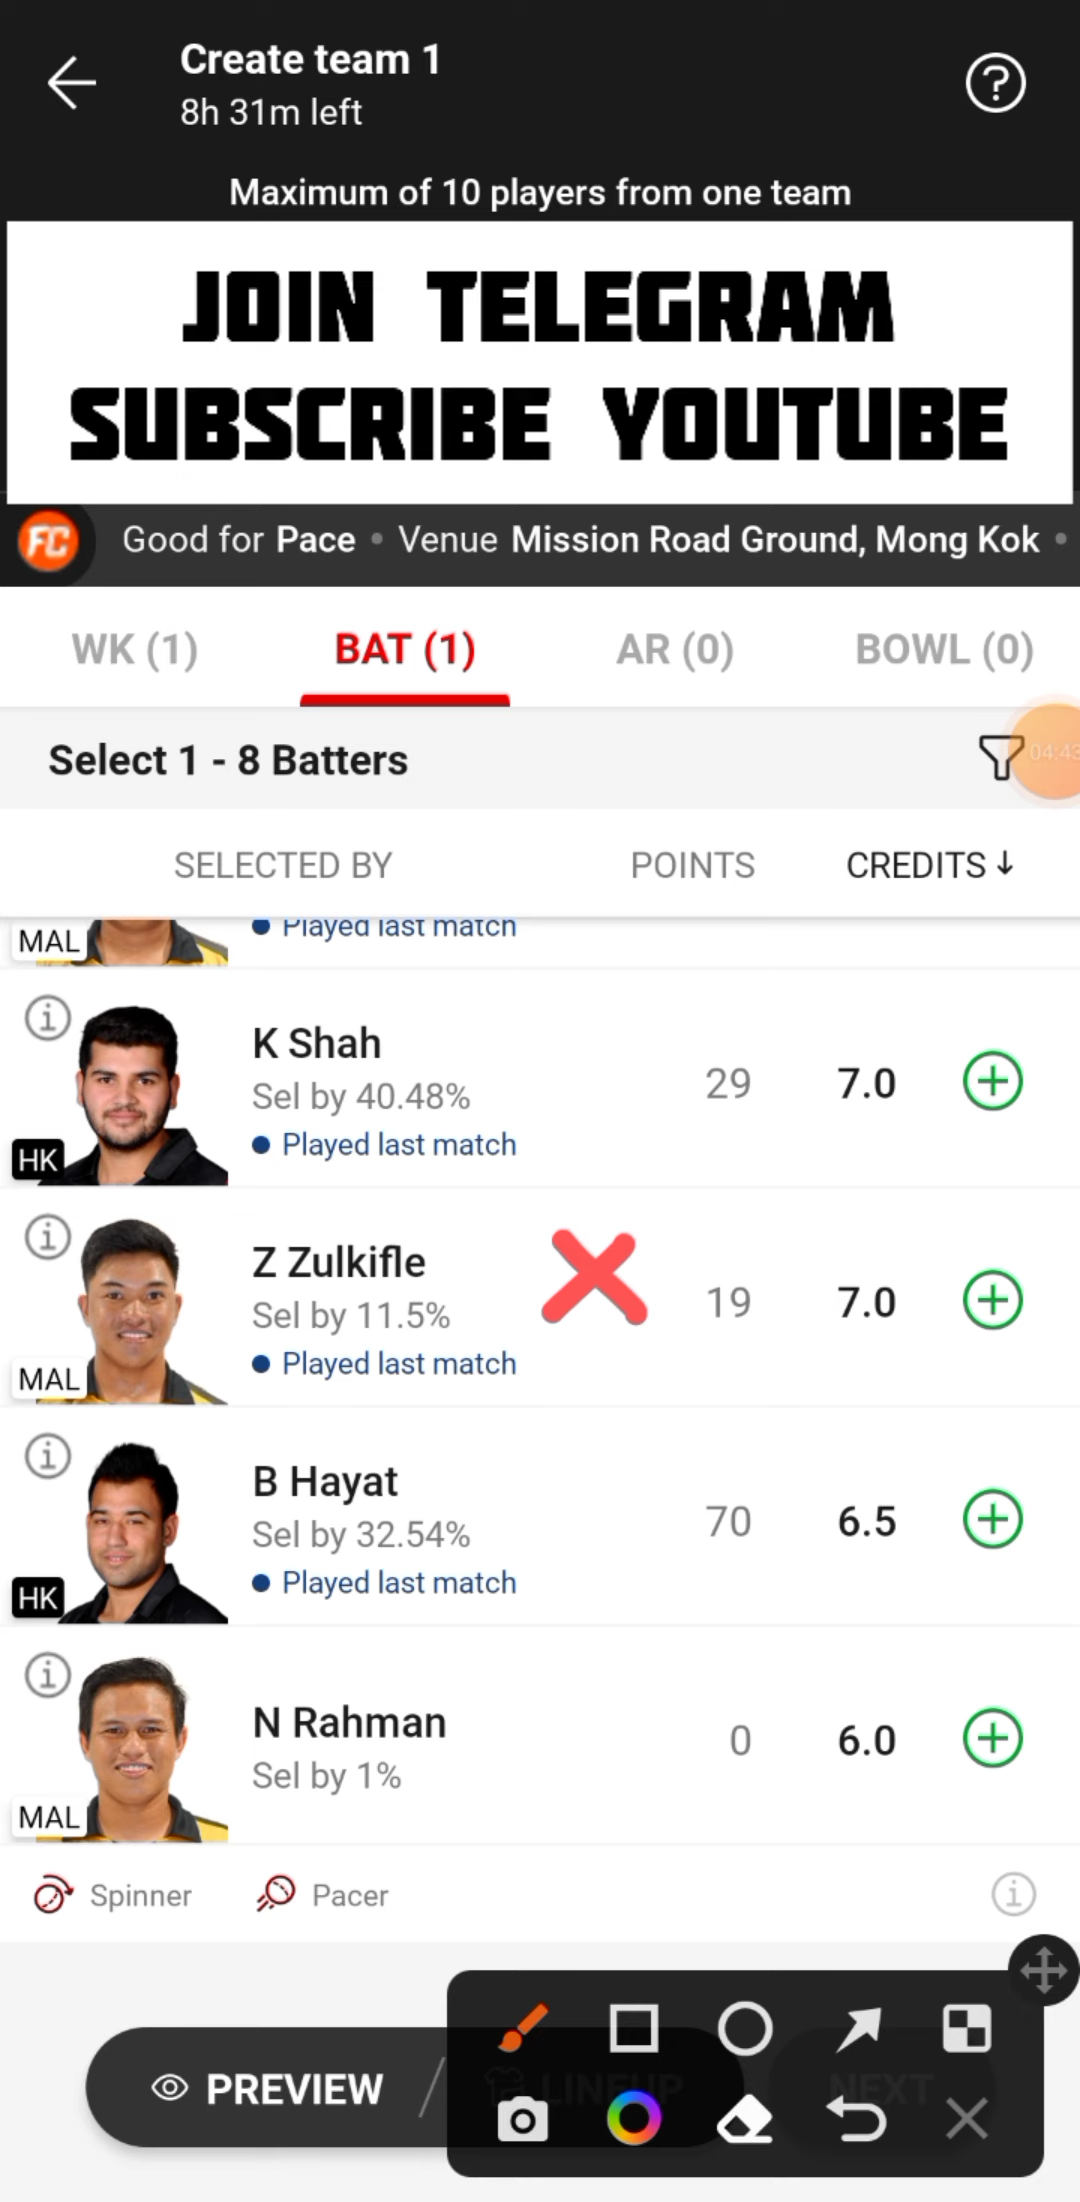 Create team 1
8h 31m left
Maximum of 10 players from one team
JOIN TELEGRAM
SUBSCRIBE YOUTUBE
FC Good for Pace • Venue Mission Road Ground, Mong Kok •
WK (1) BAT (1) AR (0) BOWL (0)
Select 1 - 8 Batters
04:43
SELECTED BY POINTS CREDITS ↓
MAL
• Played last match
K Shah
Sel by 40.48% 29 7.0
• Played last match
HK
Z Zulkifle
Sel by 11.5% 19 7.0
• Played last match
MAL
B Hayat
Sel by 32.54% 70 6.5
• Played last match
HK
N Rahman
Sel by 1% 0 6.0
MAL
Spinner Pacer
PREVIEW / LINEUP NEXT